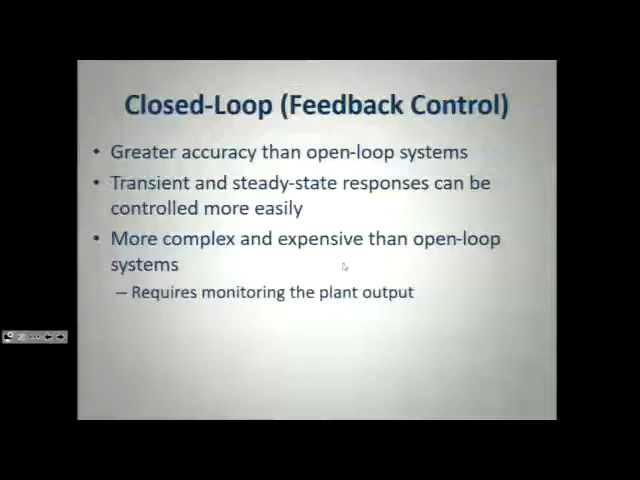 Closed-Loop (Feedback Control)
• Greater accuracy than open-loop systems
• Transient and steady-state responses can be
controlled more easily
• More complex and expensive than open-loop
systems
– Requires monitoring the plant output